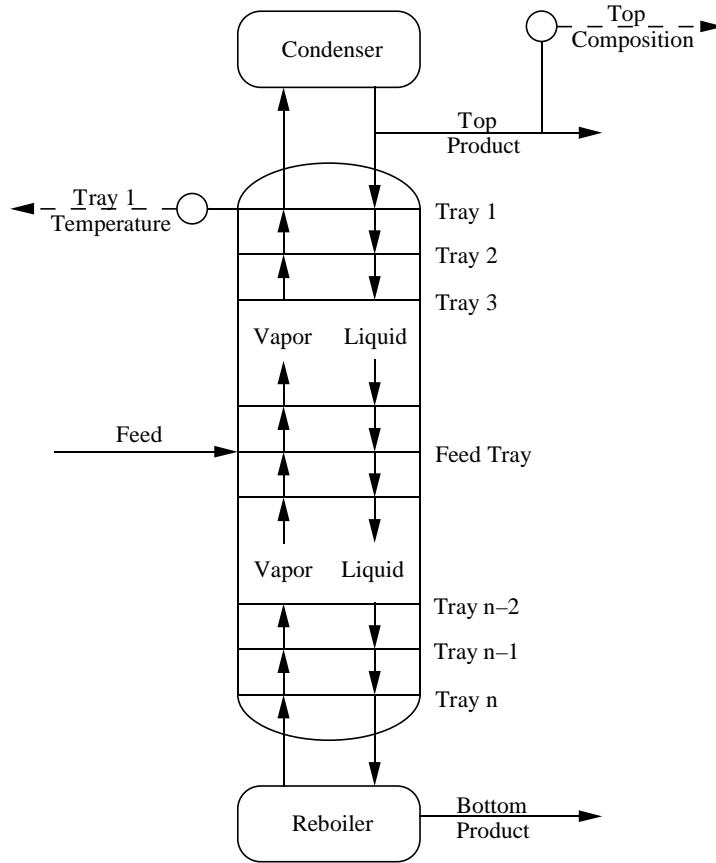 Condenser
Top
Composition
Top
Product
Tray 1
Temperature
Tray 1
Tray 2
Tray 3
Vapor
Liquid
Feed
Feed Tray
Vapor
Liquid
Tray n–2
Tray n–1
Tray n
Reboiler
Bottom
Product